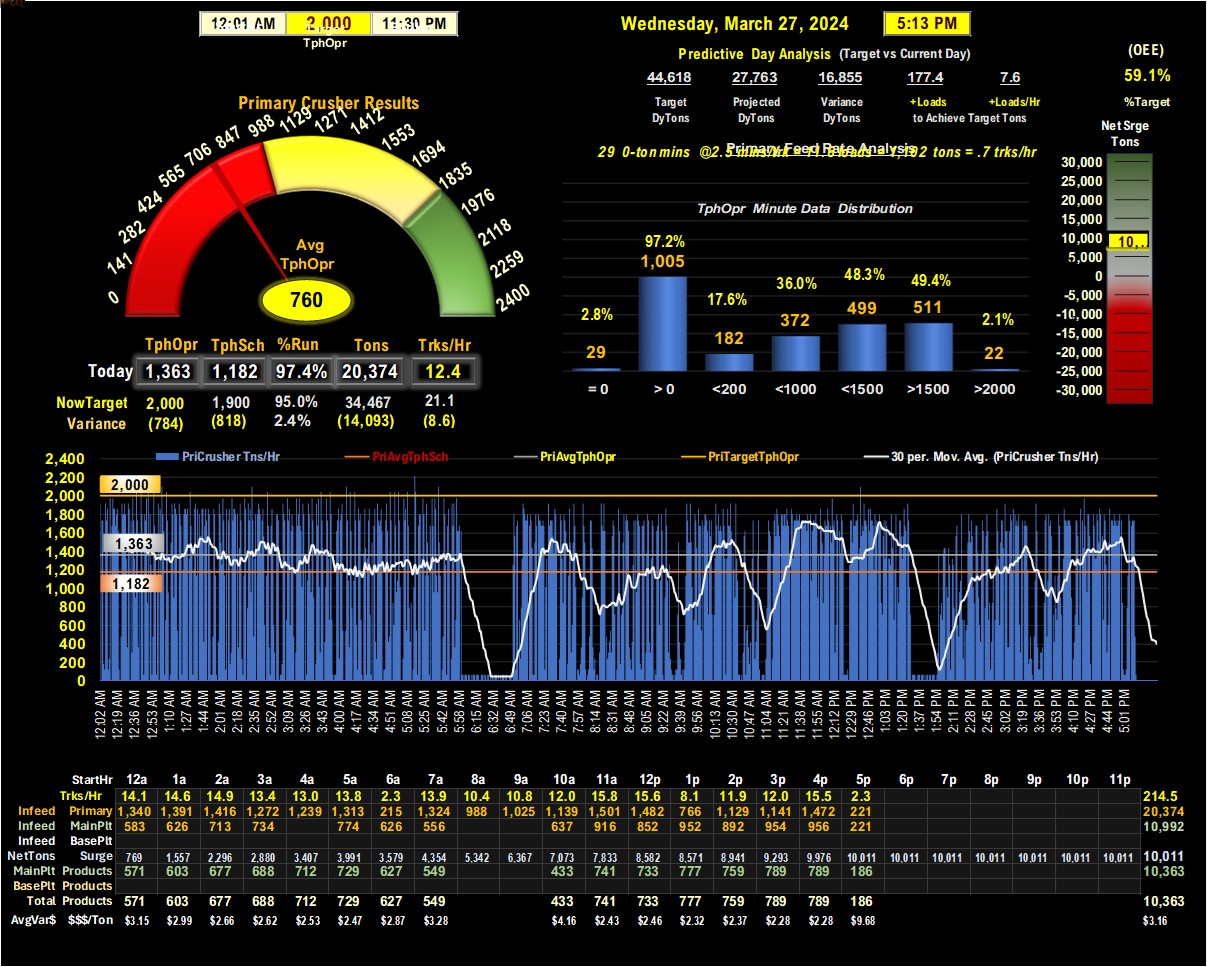 12:01 AM 2,000 11:30 PM
TphOpr
Wednesday, March 27, 2024 5:13 PM
Predictive Day Analysis (Target vs Current Day)
44,618 27,763 16,855 177.4 7.6
Target Projected Variance +Loads +Loads/Hr
DyTons DyTons DyTons to Achieve Target Tons
(OEE)
59.1%
%Target
Net Srge
Tons
30,000
25,000
20,000
15,000
10,000
5,000
0
-5,000
-10,000
-15,000
-20,000
-25,000
-30,000
10,..
Primary Crusher Results
0 141 282 424 565 706 847 988 1129 1271 1412 1553 1694 1835 1976 2118 2259 2400
Avg
TphOpr
760
Primary Feed Rate Analysis
29 0-ton mins @2.5 mins/trk = 11.6 loads = 1,102 tons = .7 trks/hr
TphOpr Minute Data Distribution
2.8% 97.2% 17.6% 36.0% 48.3% 49.4% 2.1%
29 1,005 182 372 499 511 22
= 0 > 0 <200 <1000 <1500 >1500 >2000
TphOpr TphSch %Run Tons Trks/Hr
Today 1,363 1,182 97.4% 20,374 12.4
NowTarget 2,000 1,900 95.0% 34,467 21.1
Variance (784) (818) 2.4% (14,093) (8.6)
PriCrusher Tns/Hr PriAvgTphSch PriAvgTphOpr PriTargetTphOpr 30 per. Mov. Avg. (PriCrusher Tns/Hr)
2,400
2,200
2,000
1,800
1,600
1,400
1,200
1,000
800
600
400
200
0
2,000
1,363
1,182
12:02 AM 12:19 AM 12:36 AM 12:53 AM 1:10 AM 1:27 AM 1:44 AM 2:01 AM 2:18 AM 2:35 AM 2:52 AM 3:09 AM 3:26 AM 3:43 AM 4:00 AM 4:17 AM 4:34 AM 4:51 AM 5:08 AM 5:25 AM 5:42 AM 5:58 AM 6:15 AM 6:32 AM 6:49 AM 7:06 AM 7:23 AM 7:40 AM 7:57 AM 8:14 AM 8:31 AM 8:48 AM 9:05 AM 9:22 AM 9:39 AM 9:56 AM 10:13 AM 10:30 AM 10:47 AM 11:04 AM 11:21 AM 11:38 AM 11:55 AM 12:12 PM 12:29 PM 12:46 PM 1:03 PM 1:20 PM 1:37 PM 1:54 PM 2:11 PM 2:28 PM 2:45 PM 3:02 PM 3:19 PM 3:36 PM 3:53 PM 4:10 PM 4:27 PM 4:44 PM 5:01 PM
StartHr 12a 1a 2a 3a 4a 5a 6a 7a 8a 9a 10a 11a 12p 1p 2p 3p 4p 5p 6p 7p 8p 9p 10p 11p
Trks/Hr 14.1 14.6 14.9 13.4 13.0 13.8 2.3 13.9 10.4 10.8 12.0 15.8 15.6 8.1 11.9 12.0 15.5 2.3 214.5
Infeed Primary 1,340 1,391 1,416 1,272 1,239 1,313 215 1,324 988 1,025 1,139 1,501 1,482 766 1,129 1,141 1,472 221 20,374
Infeed MainPlt 583 626 713 734 774 626 556 637 916 852 952 892 954 956 221 10,992
Infeed BasePlt
NetTons Surge 769 1,557 2,296 2,880 3,407 3,991 3,579 4,354 5,342 6,367 7,073 7,833 8,582 8,571 8,941 9,293 9,976 10,011 10,011 10,011 10,011 10,011 10,011 10,011 10,011
MainPlt Products 571 603 677 688 712 729 627 549 433 741 733 777 759 789 789 186 10,363
BasePlt Products
Total Products 571 603 677 688 712 729 627 549 433 741 733 777 759 789 789 186 10,363
AvgVar$ $$$/Ton $3.15 $2.99 $2.66 $2.62 $2.53 $2.47 $2.87 $3.28 $4.16 $2.43 $2.46 $2.32 $2.37 $2.28 $2.28 $9.68 $3.16